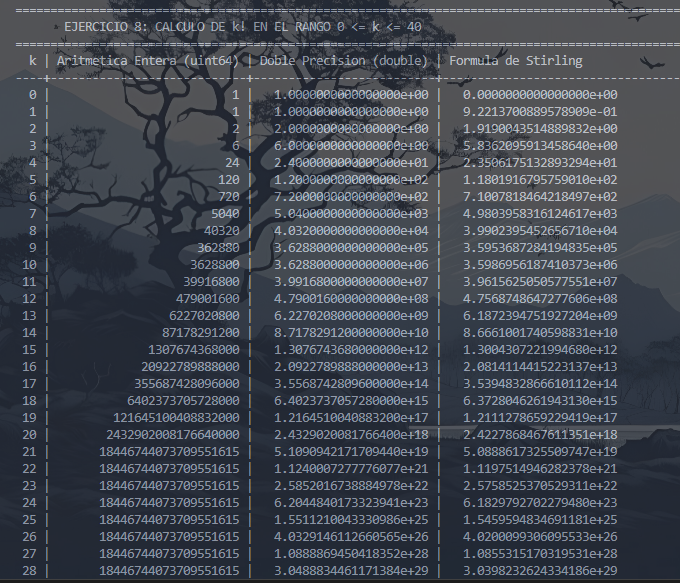 ================================================================================
EJERCICIO 8: CALCULO DE k! EN EL RANGO 0 <= k <= 40
================================================================================
k | Aritmetica Entera (uint64) | Doble Precision (double) | Formula de Stirling
----+----------------------------+--------------------------+--------------------------
0 | 1 | 1.0000000000000000e+00 | 0.0000000000000000e+00
1 | 1 | 1.0000000000000000e+00 | 9.2213700889578909e-01
2 | 2 | 2.0000000000000000e+00 | 1.9190043514889832e+00
3 | 6 | 6.0000000000000000e+00 | 5.8362095913458640e+00
4 | 24 | 2.4000000000000000e+01 | 2.3506175132893294e+01
5 | 120 | 1.2000000000000000e+02 | 1.1801916795759010e+02
6 | 720 | 7.2000000000000000e+02 | 7.1007818464218497e+02
7 | 5040 | 5.0400000000000000e+03 | 4.9803958316124617e+03
8 | 40320 | 4.0320000000000000e+04 | 3.9902395452656710e+04
9 | 362880 | 3.6288000000000000e+05 | 3.5953687284194835e+05
10 | 3628800 | 3.6288000000000000e+06 | 3.5986956187410373e+06
11 | 39916800 | 3.9916800000000000e+07 | 3.9615625050577551e+07
12 | 479001600 | 4.7900160000000000e+08 | 4.7568748647277606e+08
13 | 6227020800 | 6.2270208000000000e+09 | 6.1872394751927204e+09
14 | 87178291200 | 8.7178291200000000e+10 | 8.6661001740598831e+10
15 | 1307674368000 | 1.3076743680000000e+12 | 1.3004307221994680e+12
16 | 20922789888000 | 2.0922789888000000e+13 | 2.0814114415223137e+13
17 | 355687428096000 | 3.5568742809600000e+14 | 3.5394832866610112e+14
18 | 6402373705728000 | 6.4023737057280000e+15 | 6.3728046261943130e+15
19 | 121645100408832000 | 1.2164510040883200e+17 | 1.2111278659229419e+17
20 | 2432902008176640000 | 2.4329020081766400e+18 | 2.4227868467611351e+18
21 | 18446744073709551615 | 5.1090942171709440e+19 | 5.0888617325509747e+19
22 | 18446744073709551615 | 1.1240007277776077e+21 | 1.1197514946282378e+21
23 | 18446744073709551615 | 2.5852016738884978e+22 | 2.5758525370529311e+22
24 | 18446744073709551615 | 6.2044840173323941e+23 | 6.1829792702279480e+23
25 | 18446744073709551615 | 1.5511210043330986e+25 | 1.5459594834691181e+25
26 | 18446744073709551615 | 4.0329146112660565e+26 | 4.0200099306095533e+26
27 | 18446744073709551615 | 1.0888869450418352e+28 | 1.0855315170319531e+28
28 | 18446744073709551615 | 3.0488834461171384e+29 | 3.0398232624334186e+29